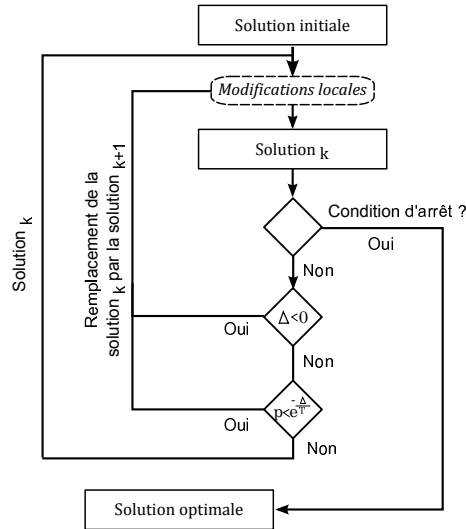 Solution initiale
Modifications locales
Solution k
Condition d'arrêt ?
Oui
Non
Δ<0
Oui
Non
p<e^-Δ/T
Oui
Non
Solution k
Remplacement de la
solution k par la solution k+1
Solution optimale